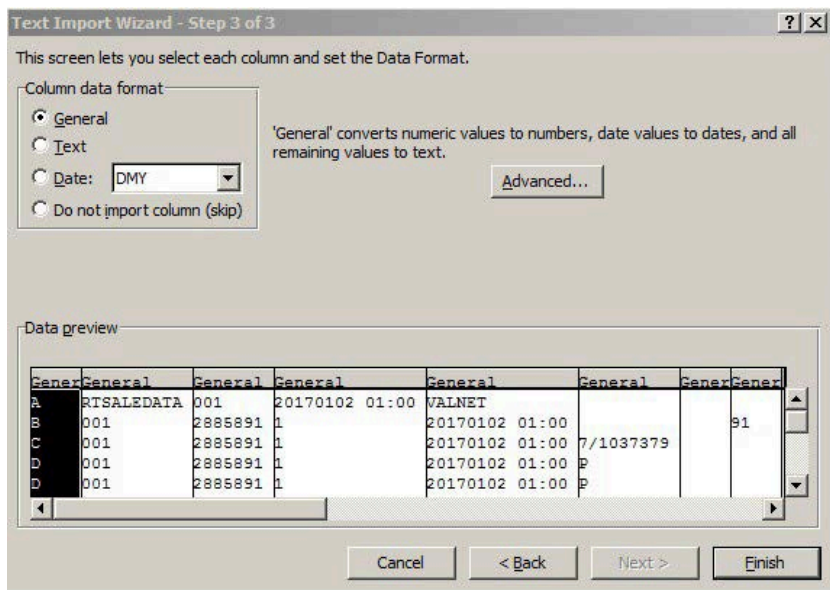 Text Import Wizard - Step 3 of 3
This screen lets you select each column and set the Data Format.
Column data format
General
Text
Date: DMY
Do not import column (skip)
'General' converts numeric values to numbers, date values to dates, and all
remaining values to text.
Advanced...
Data preview
Gener General General General General General Gener Gener
A RTSALEDATA 001 20170102 01:00 VALNET
B 001 2885891 1 20170102 01:00 91
C 001 2885891 1 20170102 01:00 7/1037379
D 001 2885891 1 20170102 01:00 P
D 001 2885891 1 20170102 01:00 P
Cancel < Back Next > Finish